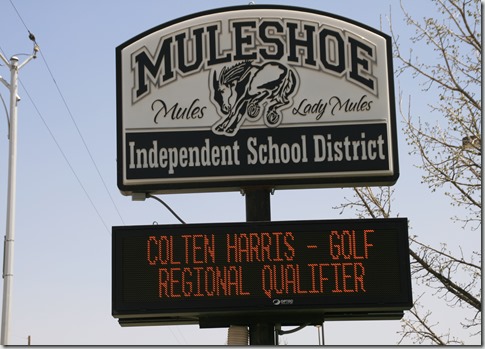 MULESHOE
Mules Lady Mules
Independent School District
COLTEN HARRIS - GOLF
REGIONAL QUALIFIER